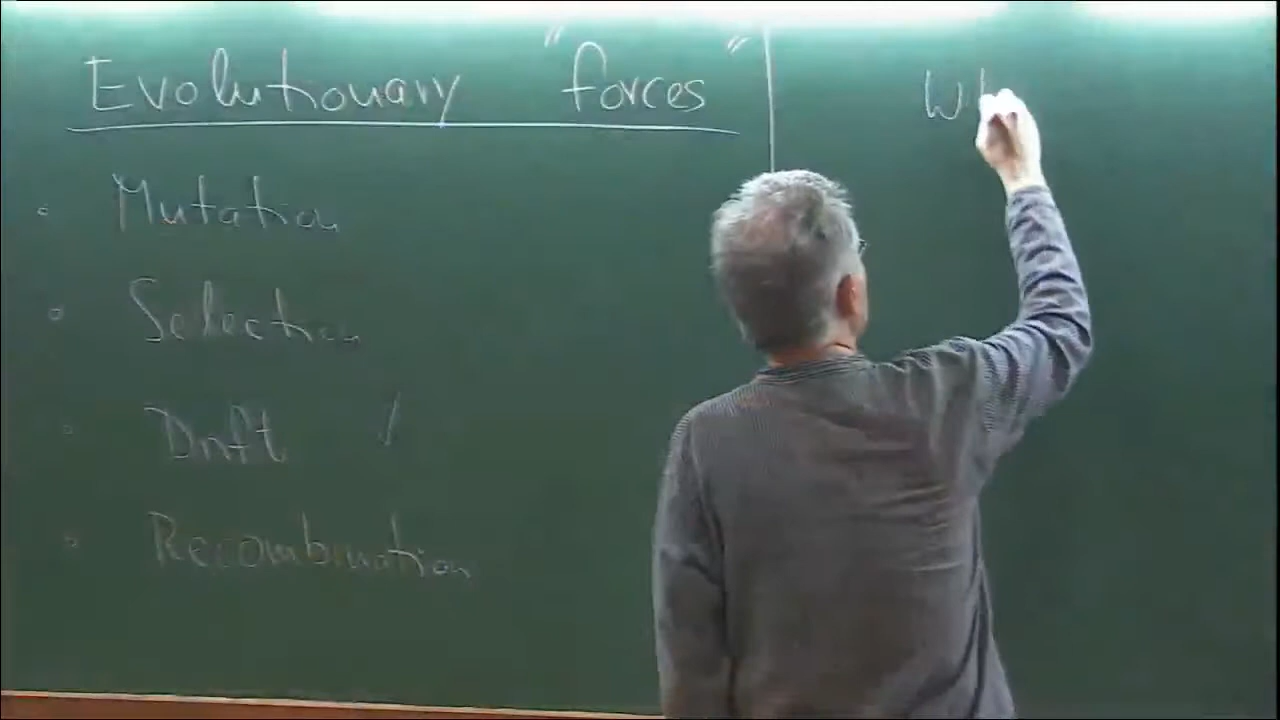 Evolutionary "forces"
Mutation
Selection
Drift ✓
Recombination